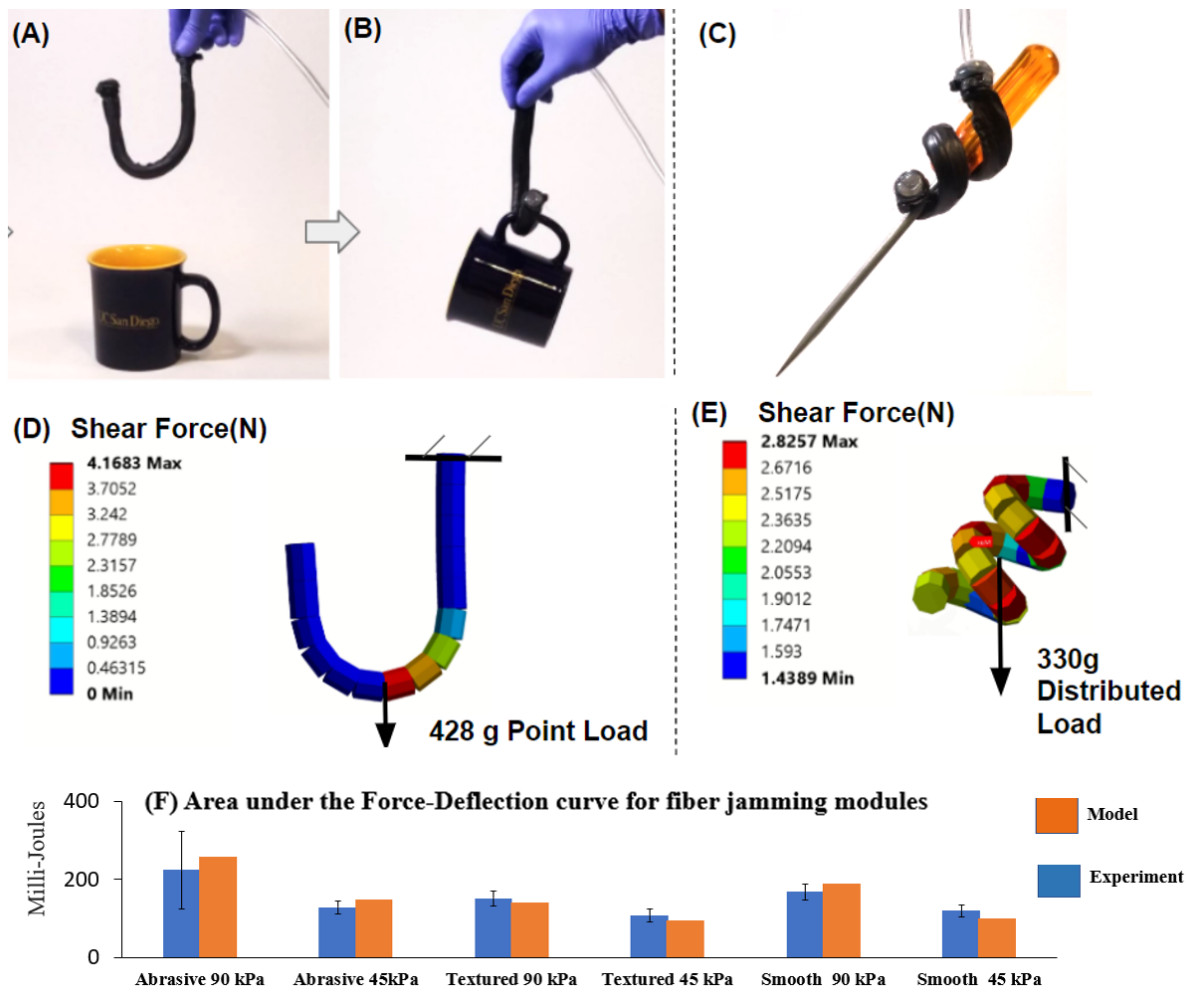 (A)
(B)
(C)
UC San Diego
UC San Diego
(D) Shear Force(N)
4.1683 Max
3.7052
3.242
2.7789
2.3157
1.8526
1.3894
0.9263
0.46315
0 Min
428 g Point Load
(E) Shear Force(N)
2.8257 Max
2.6716
2.5175
2.3635
2.2094
2.0553
1.9012
1.7471
1.593
1.4389 Min
330g
Distributed
Load
(F) Area under the Force-Deflection curve for fiber jamming modules
Milli-Joules
400
200
0
Model
Experiment
Abrasive 90 kPa
Abrasive 45kPa
Textured 90 kPa
Textured 45 kPa
Smooth 90 kPa
Smooth 45 kPa